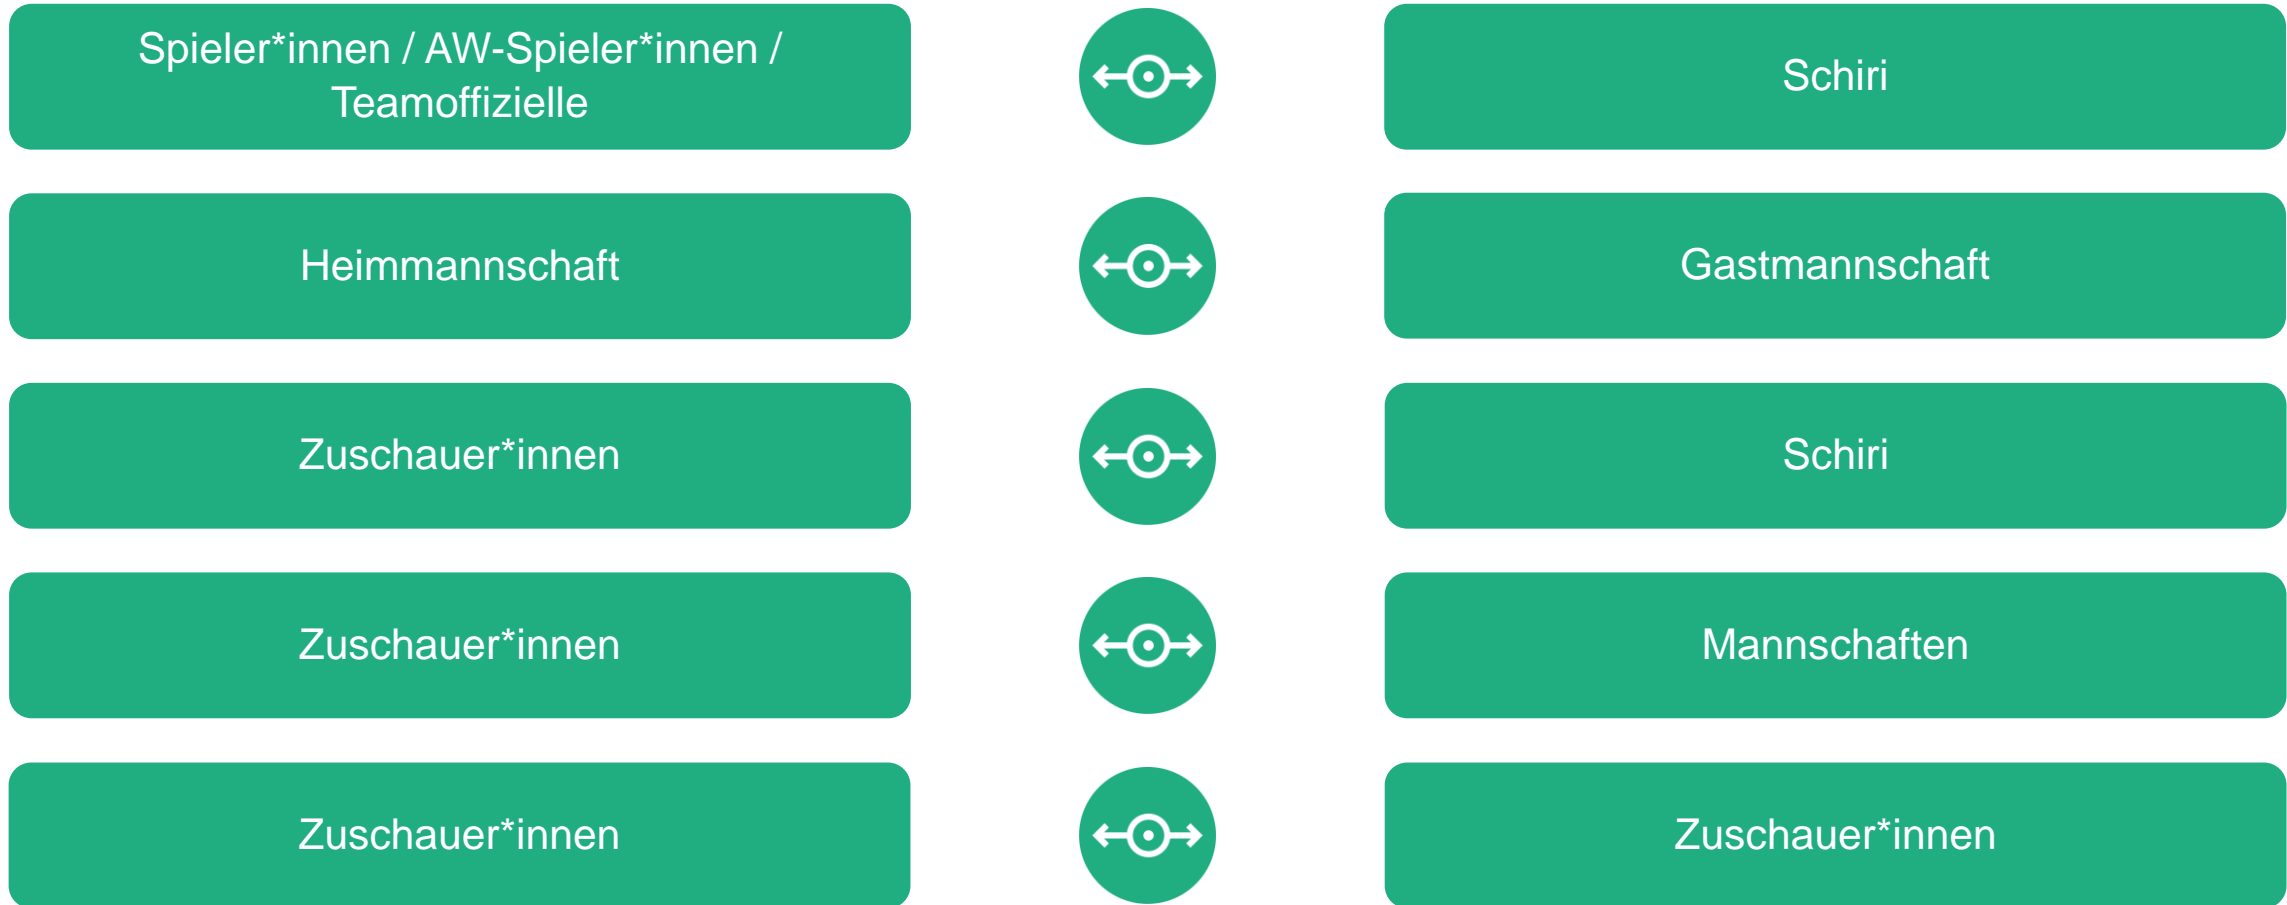 Spieler*innen / AW-Spieler*innen /
Teamoffizielle
Schiri
Heimmannschaft
Gastmannschaft
Zuschauer*innen
Schiri
Zuschauer*innen
Mannschaften
Zuschauer*innen
Zuschauer*innen